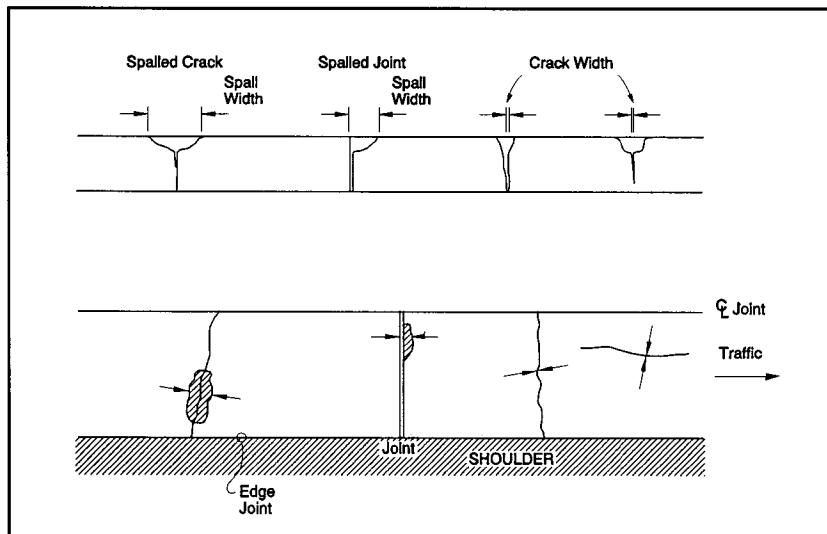 Spalled Crack
Spall
Width
Spalled Joint
Spall
Width
Crack Width
℄ Joint
Traffic
Joint
SHOULDER
Edge
Joint